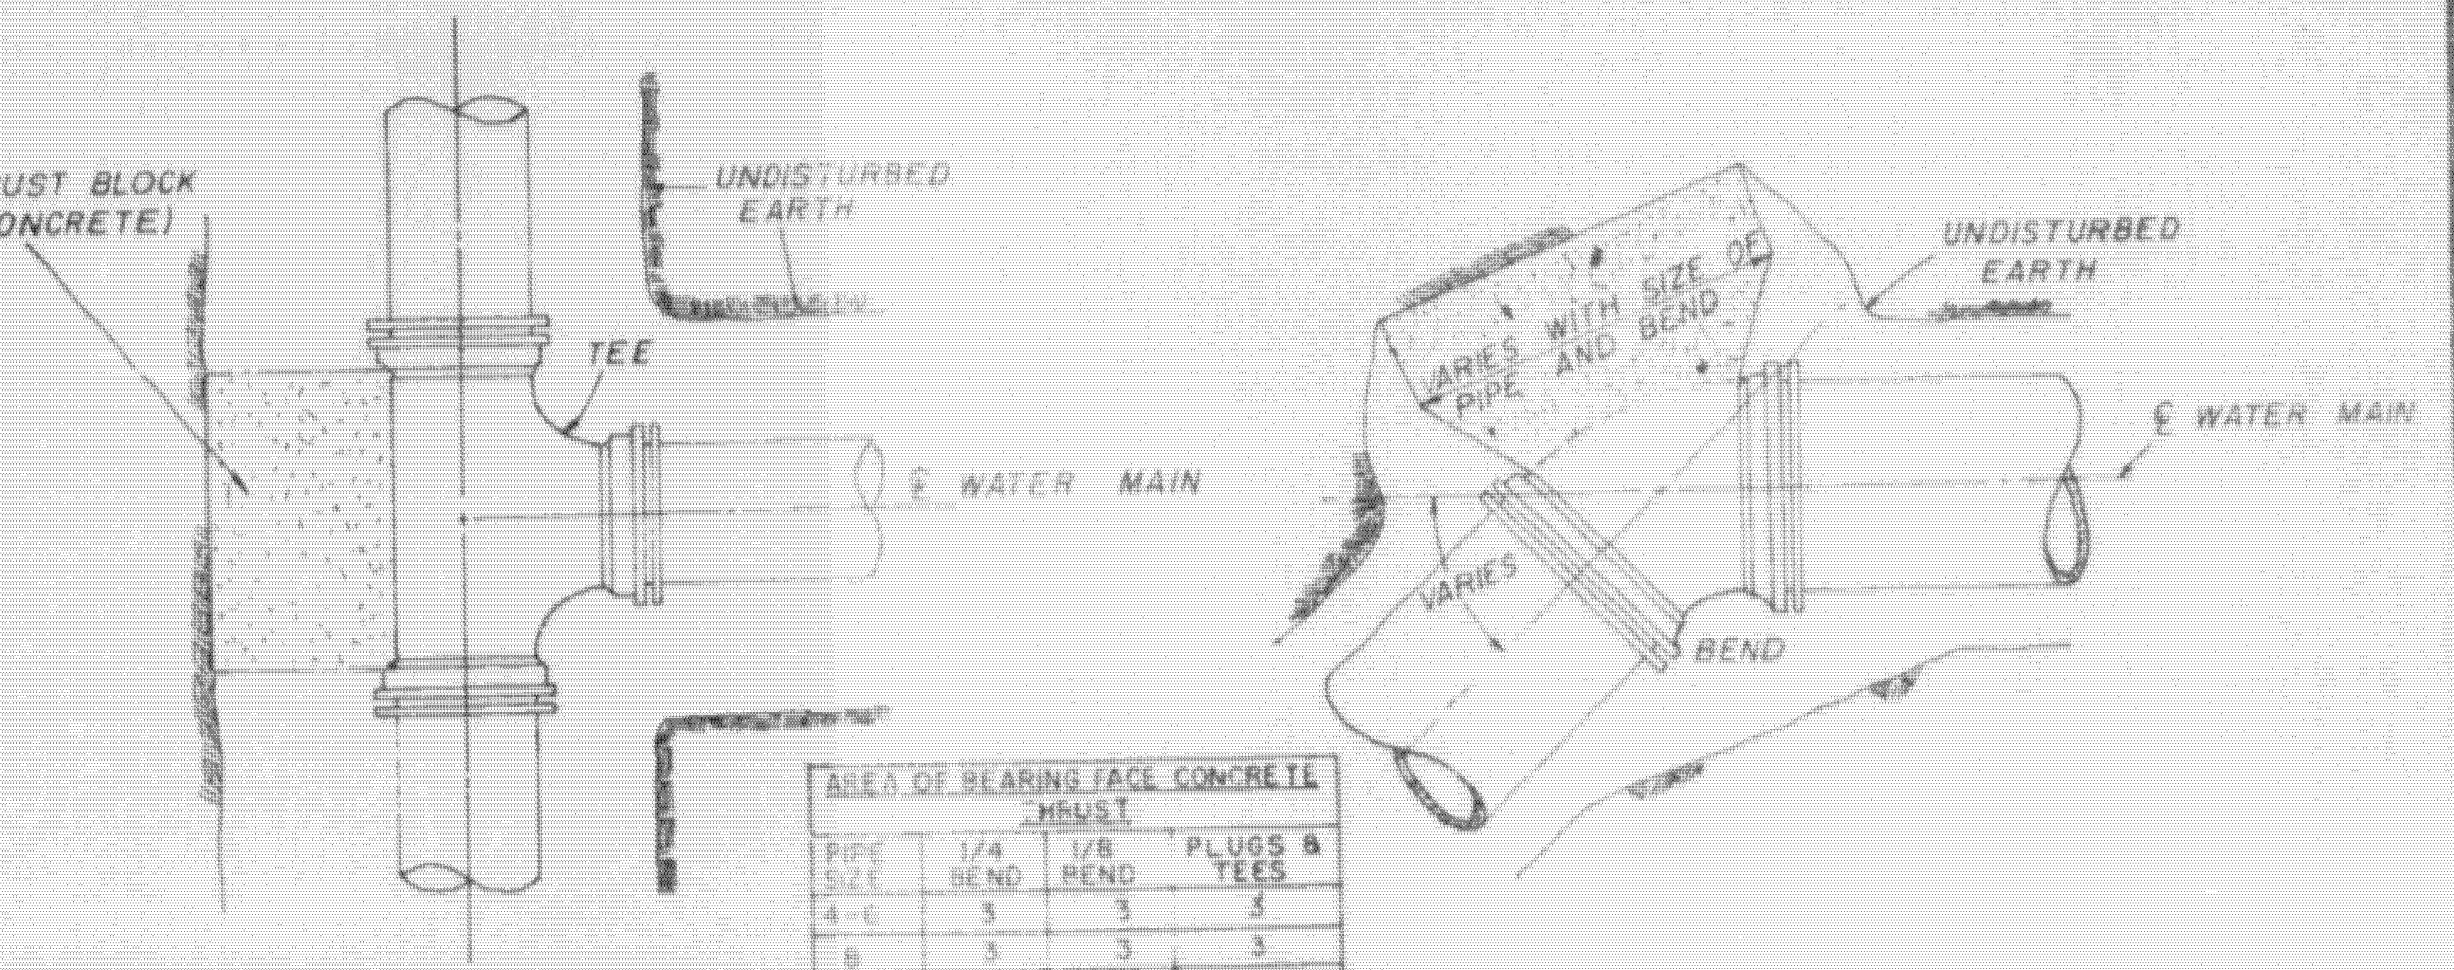 UST BLOCK
ONCRETE)
UNDISTURBED
EARTH
TEE
℄ WATER MAIN
VARIES WITH SIZE OF
PIPE AND BEND
UNDISTURBED
EARTH
℄ WATER MAIN
VARIES
BEND
AREA OF BEARING FACE CONCRETE
THRUST
PIPE
SIZE
1/4
BEND
1/8
BEND
PLUGS &
TEES
4-6 3 3 3
8 3 3 3